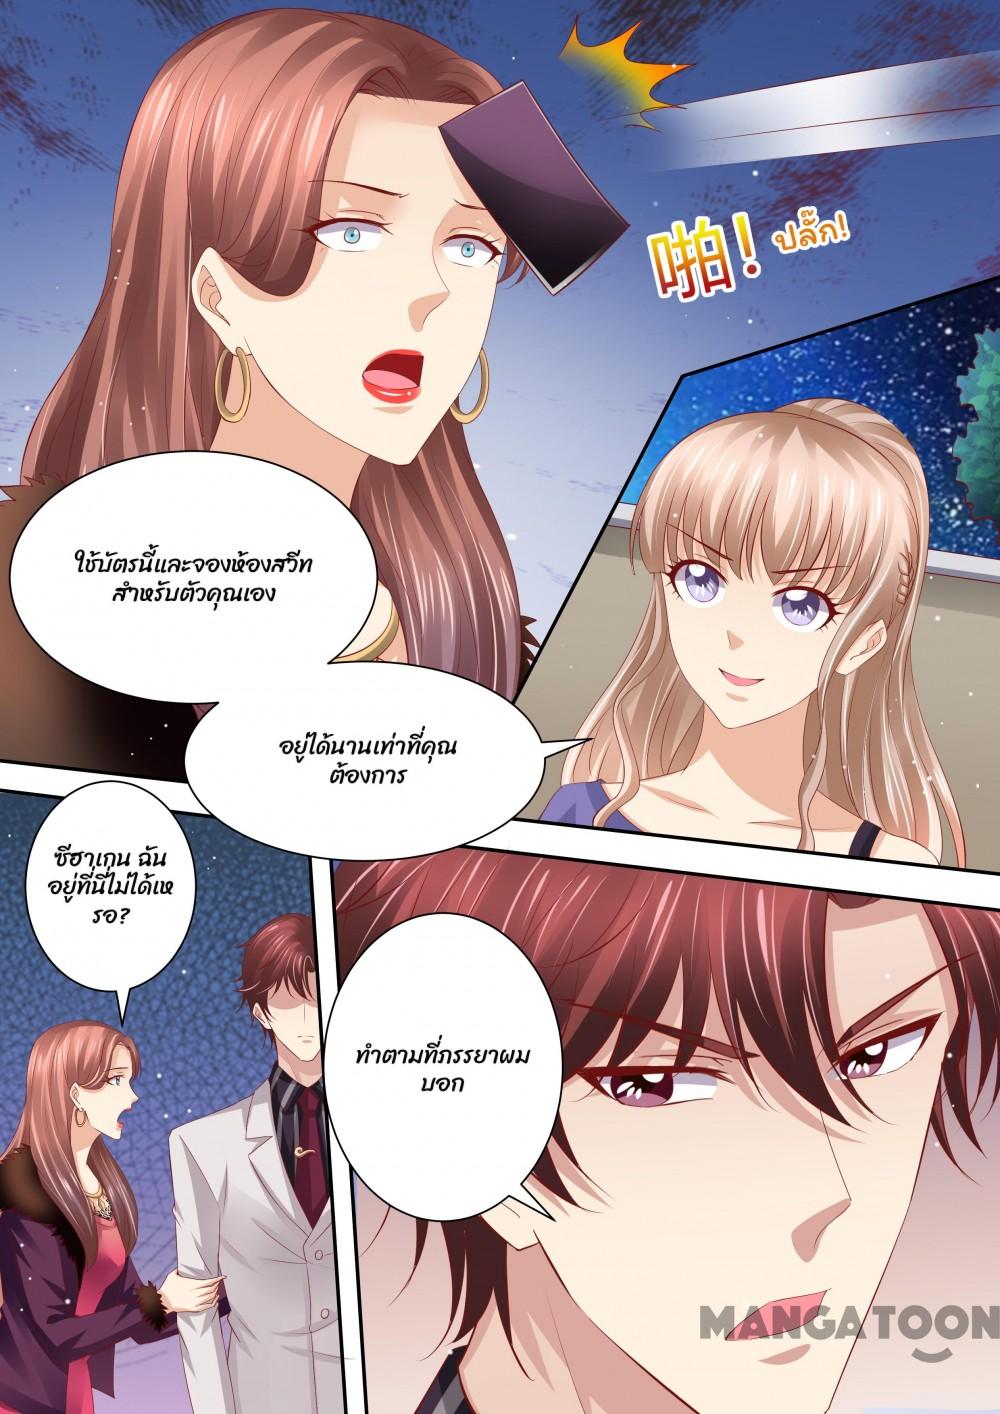 啪! ปลั๊ก!
ใช้บัตรนี้และจองห้องสวีท
สำหรับตัวคุณเอง
อยู่ได้นานเท่าที่คุณ
ต้องการ
ซีฮาเกน ฉัน
อยู่ที่นี่ไม่ได้เห
รอ?
ทำตามที่ภรรยาผม
บอก
MANGATOON